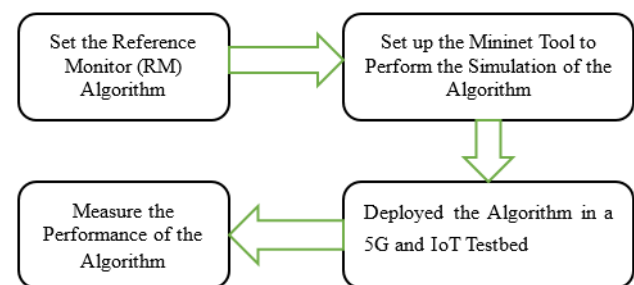 Set the Reference
Monitor (RM)
Algorithm
Set up the Mininet Tool to
Perform the Simulation of the
Algorithm
Deployed the Algorithm in a
5G and IoT Testbed
Measure the
Performance of the
Algorithm